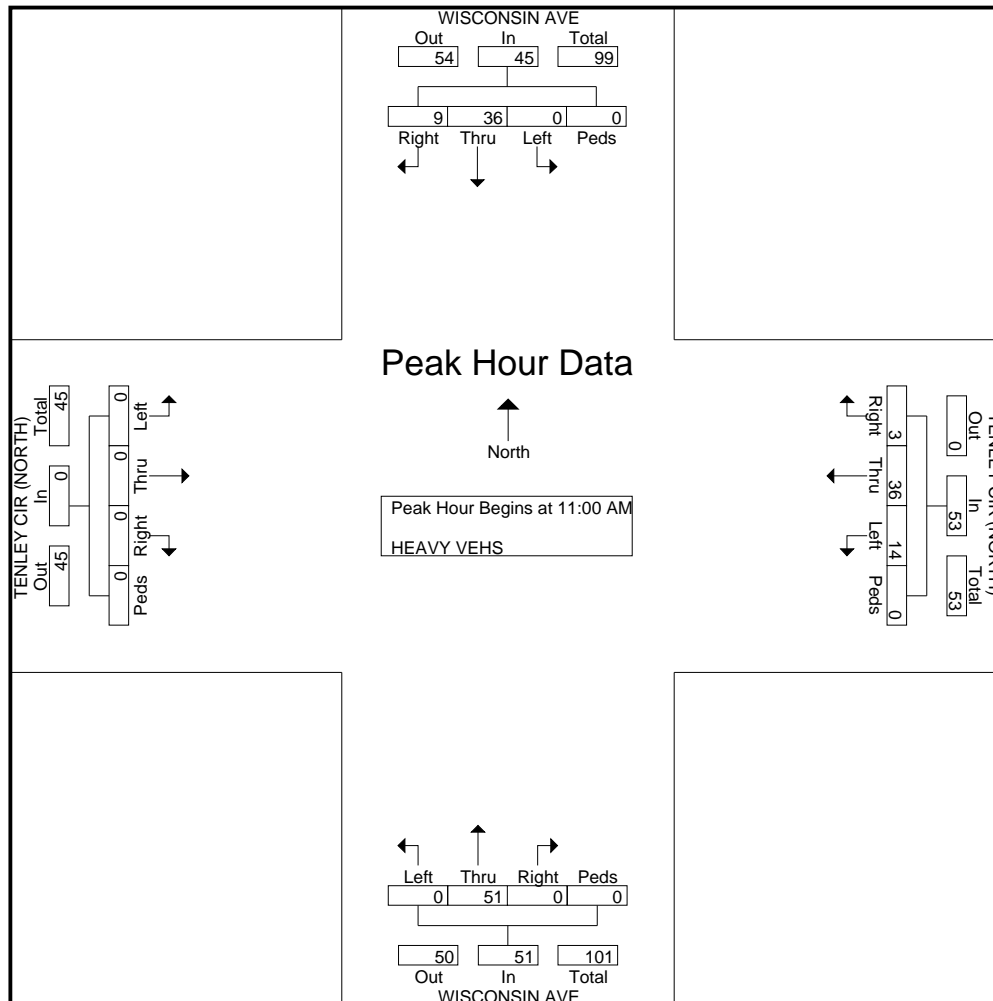 WISCONSIN AVE
Out In Total
54 45 99
9 36 0 0
Right Thru Left Peds
Peak Hour Data
North
Peak Hour Begins at 11:00 AM
HEAVY VEHS
TENLEY CIR (NORTH)
Out In Total
45 0 45
0 0 0 0
Left Thru Right Peds
Right Thru Left Peds
3 36 14 0
Out In Total
0 53 53
TENLEY CIR (NORTH)
Left Thru Right Peds
0 51 0 0
50 51 101
Out In Total
WISCONSIN AVE